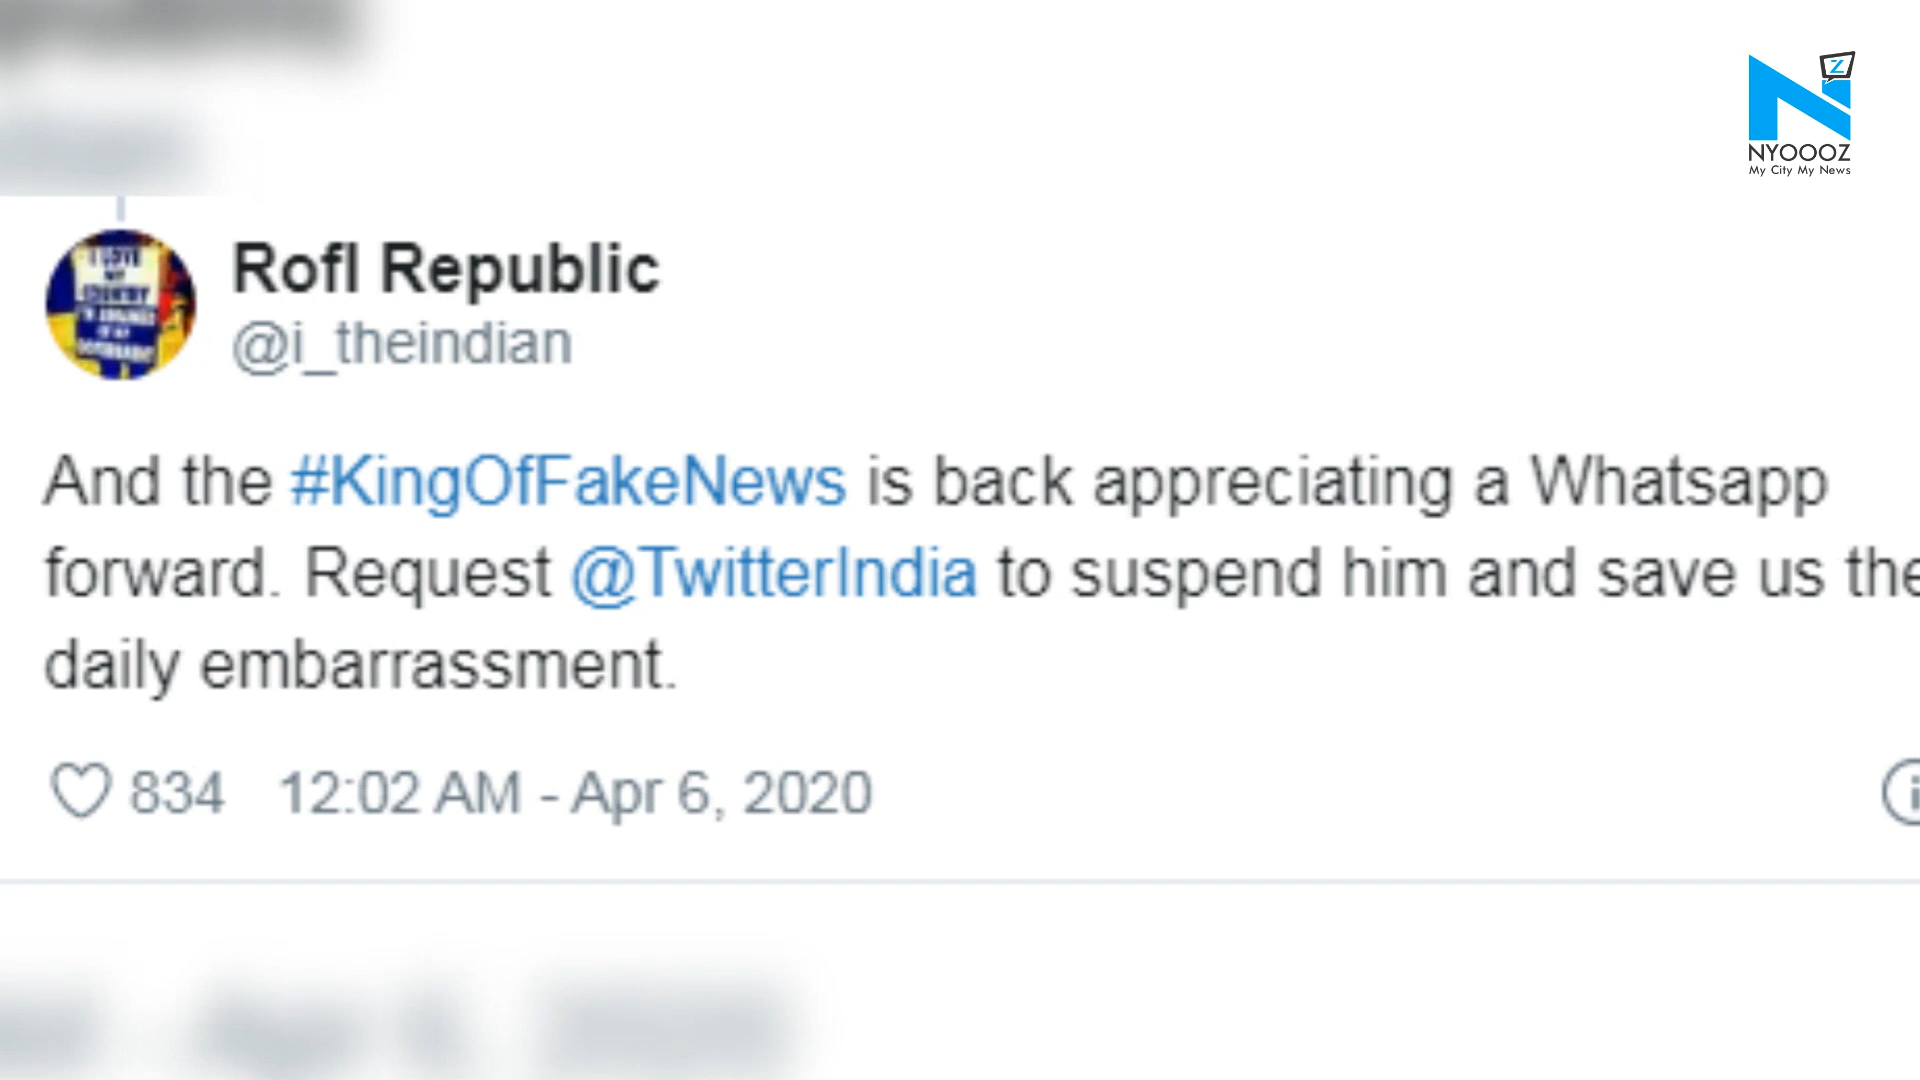 Z
NYOOOZ
My City My News
Rofl Republic
@i_theindian
And the #KingOfFakeNews is back appreciating a Whatsapp
forward. Request @TwitterIndia to suspend him and save us the
daily embarrassment.
834 12:02 AM - Apr 6, 2020